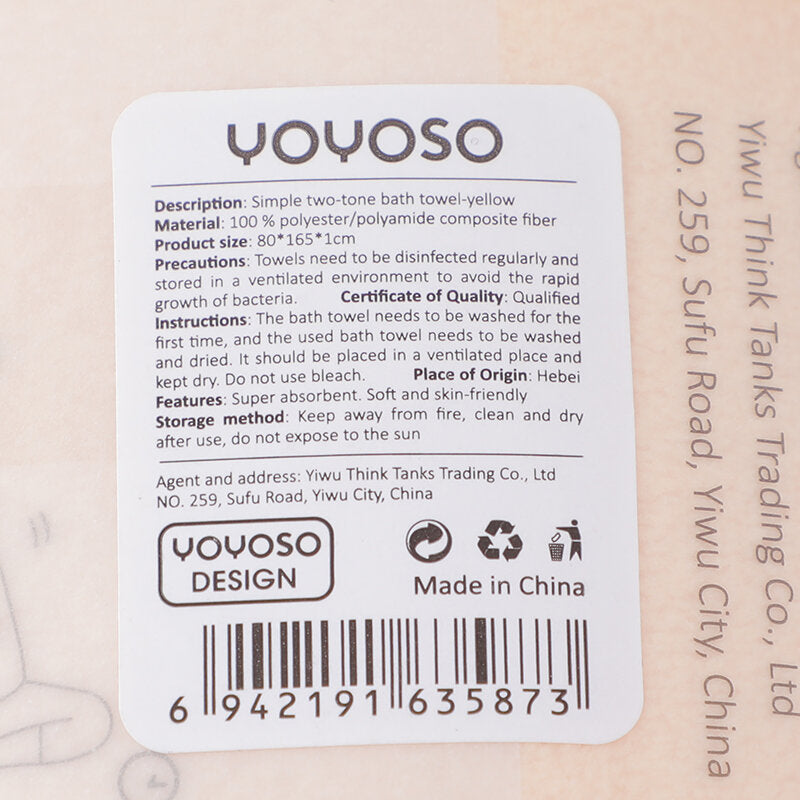 YOYOSO
Description: Simple two-tone bath towel-yellow
Material: 100 % polyester/polyamide composite fiber
Product size: 80*165*1cm
Precautions: Towels need to be disinfected regularly and
stored in a ventilated environment to avoid the rapid
growth of bacteria. Certificate of Quality: Qualified
Instructions: The bath towel needs to be washed for the
first time, and the used bath towel needs to be washed
and dried. It should be placed in a ventilated place and
kept dry. Do not use bleach. Place of Origin: Hebei
Features: Super absorbent. Soft and skin-friendly
Storage method: Keep away from fire, clean and dry
after use, do not expose to the sun
Agent and address: Yiwu Think Tanks Trading Co., Ltd
NO. 259, Sufu Road, Yiwu City, China
YOYOSO
DESIGN
Made in China
6 942191 635873
Yiwu Think Tanks Trading Co., Ltd
NO. 259, Sufu Road, Yiwu City, China